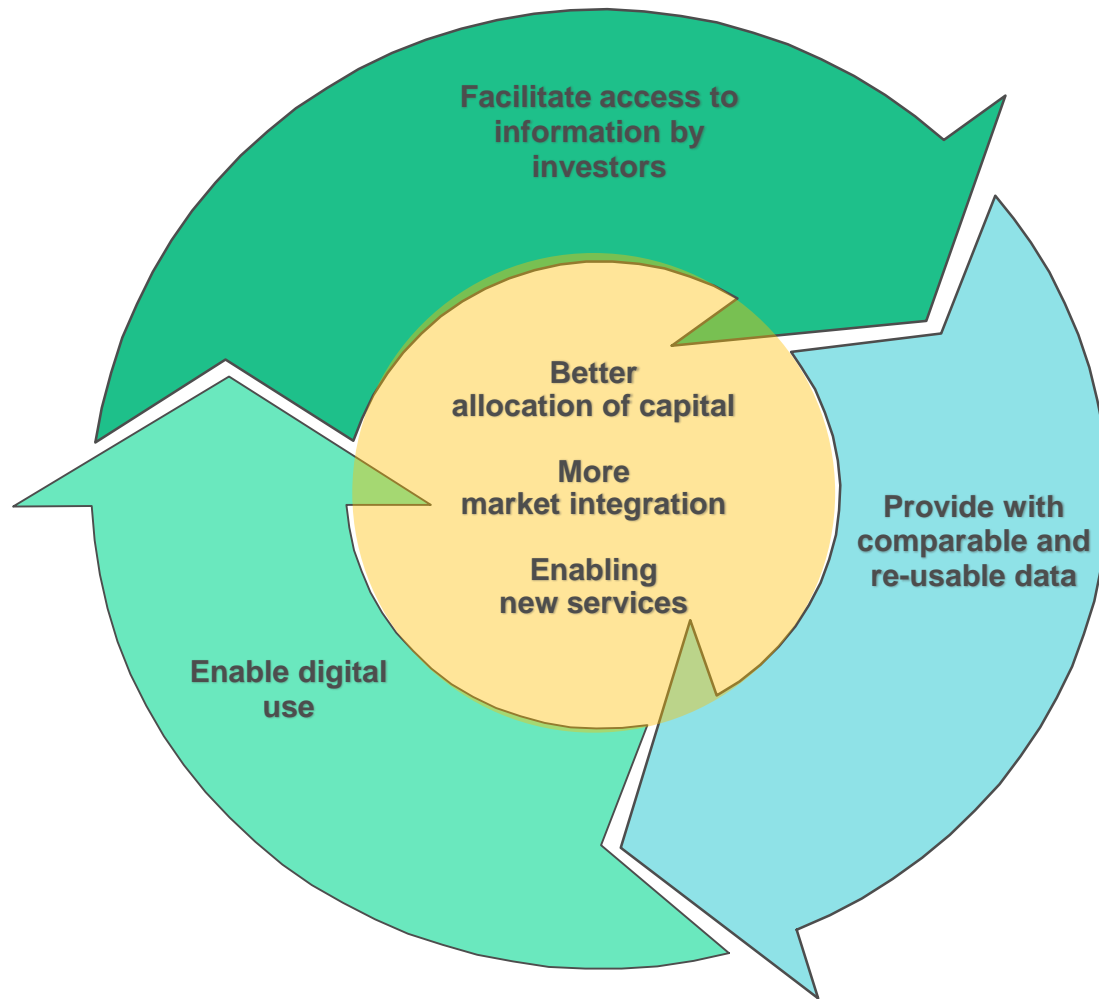 Facilitate access to
information by
investors
Better
allocation of capital
More
market integration
Enabling
new services
Provide with
comparable and
re-usable data
Enable digital
use